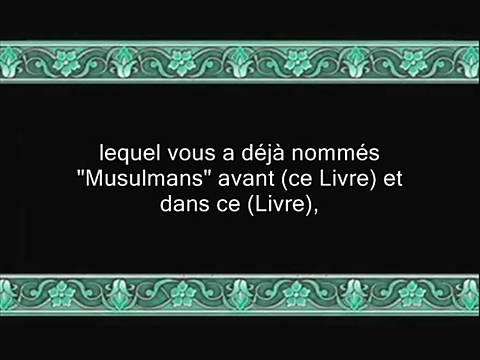 lequel vous a déjà nommés
"Musulmans" avant (ce Livre) et
dans ce (Livre),